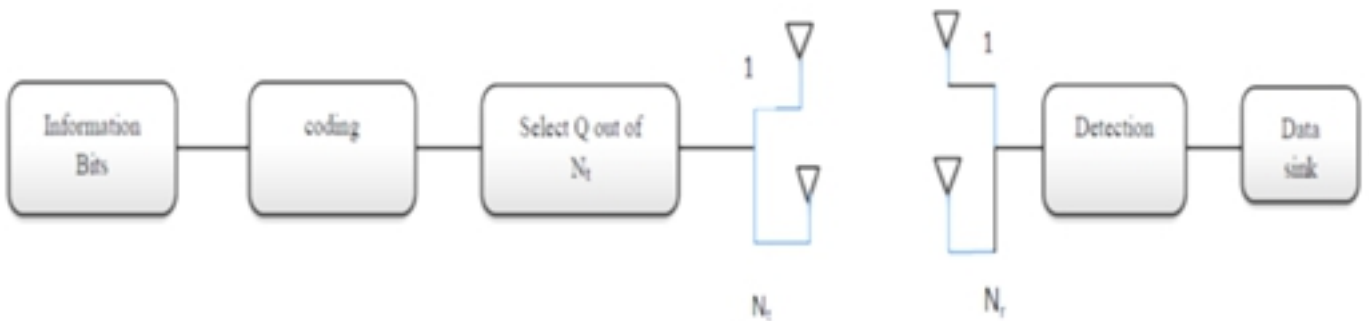 Information
Bits
coding
Select Q out of
Nt
1
Nt
1
Nr
Detection
Data
sink